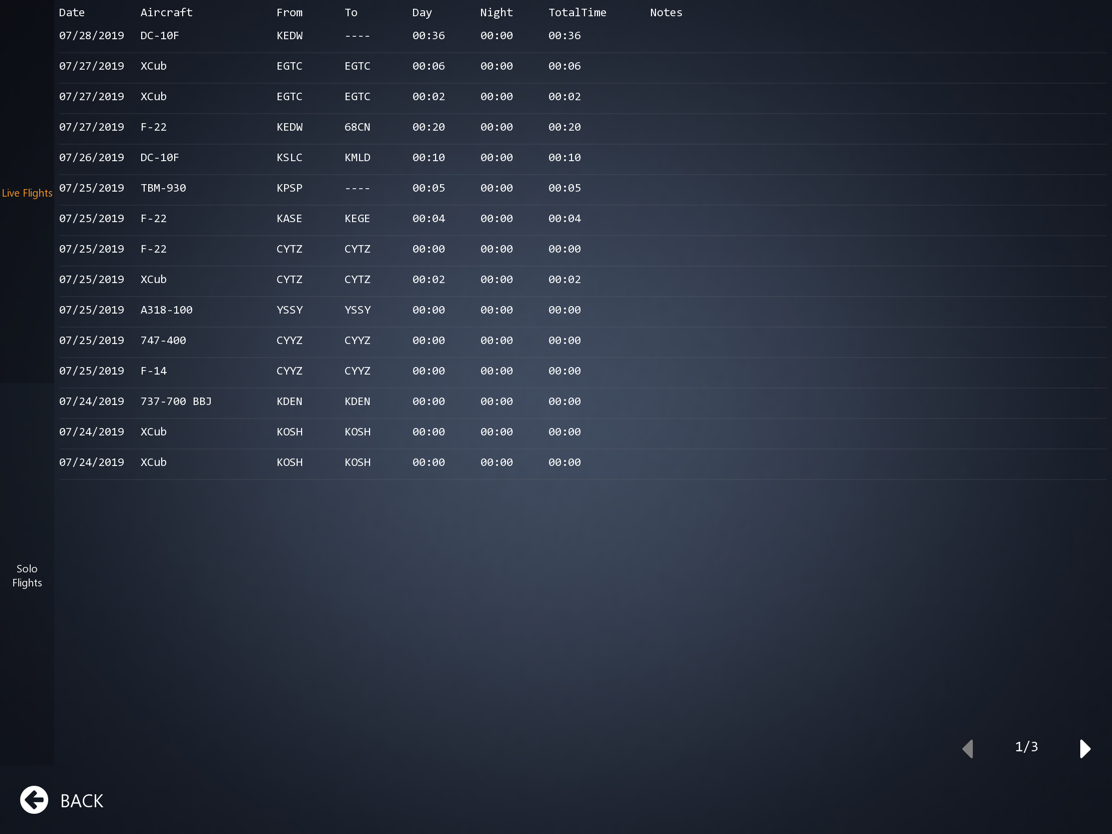 Date Aircraft From To Day Night TotalTime Notes
07/28/2019 DC-10F KEDW ---- 00:36 00:00 00:36
07/27/2019 XCub EGTC EGTC 00:06 00:00 00:06
07/27/2019 XCub EGTC EGTC 00:02 00:00 00:02
07/27/2019 F-22 KEDW 68CN 00:20 00:00 00:20
07/26/2019 DC-10F KSLC KMLD 00:10 00:00 00:10
Live Flights
07/25/2019 TBM-930 KPSP ---- 00:05 00:00 00:05
07/25/2019 F-22 KASE KEGE 00:04 00:00 00:04
07/25/2019 F-22 CYTZ CYTZ 00:00 00:00 00:00
07/25/2019 XCub CYTZ CYTZ 00:02 00:00 00:02
07/25/2019 A318-100 YSSY YSSY 00:00 00:00 00:00
07/25/2019 747-400 CYYZ CYYZ 00:00 00:00 00:00
07/25/2019 F-14 CYYZ CYYZ 00:00 00:00 00:00
07/24/2019 737-700 BBJ KDEN KDEN 00:00 00:00 00:00
07/24/2019 XCub KOSH KOSH 00:00 00:00 00:00
07/24/2019 XCub KOSH KOSH 00:00 00:00 00:00
Solo
Flights
1/3
BACK